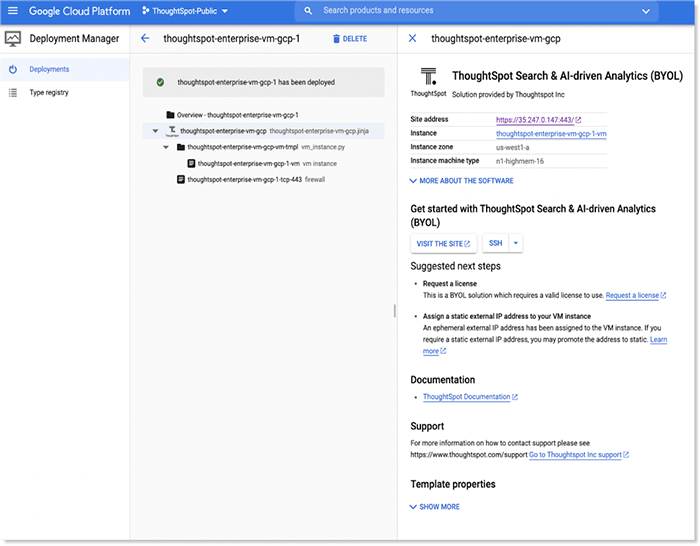 Google Cloud Platform
ThoughtSpot-Public
Search products and resources
Deployment Manager
Deployments
Type registry
thoughtspot-enterprise-vm-gcp-1
DELETE
thoughtspot-enterprise-vm-gcp-1 has been deployed
Overview - thoughtspot-enterprise-vm-gcp-1
thoughtspot-enterprise-vm-gcp thoughtspot-enterprise-vm-gcp.jinja
thoughtspot-enterprise-vm-gcp-vm-tmpl vm_instance.py
thoughtspot-enterprise-vm-gcp-1-vm vm instance
thoughtspot-enterprise-vm-gcp-1-tcp-443 firewall
thoughtspot-enterprise-vm-gcp
T.
ThoughtSpot
ThoughtSpot Search & AI-driven Analytics (BYOL)
Solution provided by Thoughtspot Inc
Site address https://35.247.0.147:443/
Instance thoughtspot-enterprise-vm-gcp-1-vm
Instance zone us-west1-a
Instance machine type n1-highmem-16
MORE ABOUT THE SOFTWARE
Get started with ThoughtSpot Search & AI-driven Analytics
(BYOL)
VISIT THE SITE SSH
Suggested next steps
• Request a license
This is a BYOL solution which requires a valid license to use. Request a license
• Assign a static external IP address to your VM instance
An ephemeral external IP address has been assigned to the VM instance. If you
require a static external IP address, you may promote the address to static. Learn
more
Documentation
• ThoughtSpot Documentation
Support
For more information on how to contact support please see
https://www.thoughtspot.com/support Go to Thoughtspot Inc support
Template properties
SHOW MORE